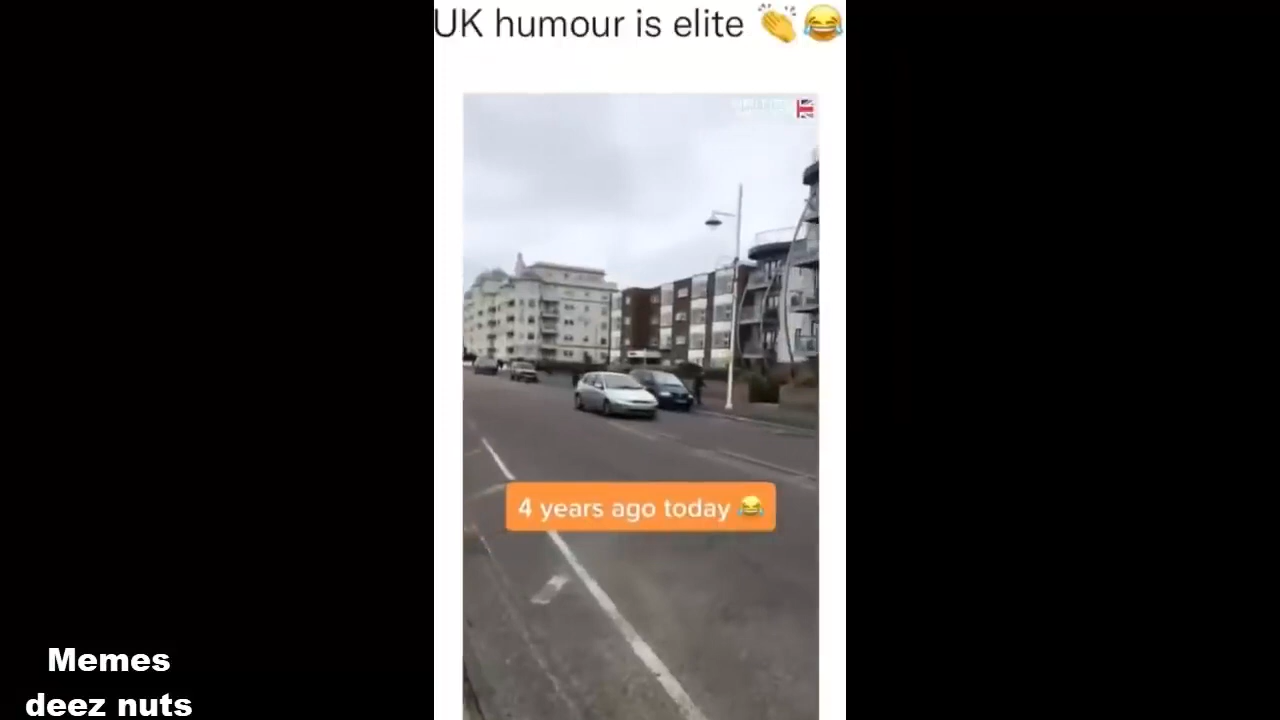 UK humour is elite 👏😂
4 years ago today 😂
Memes
deez nuts